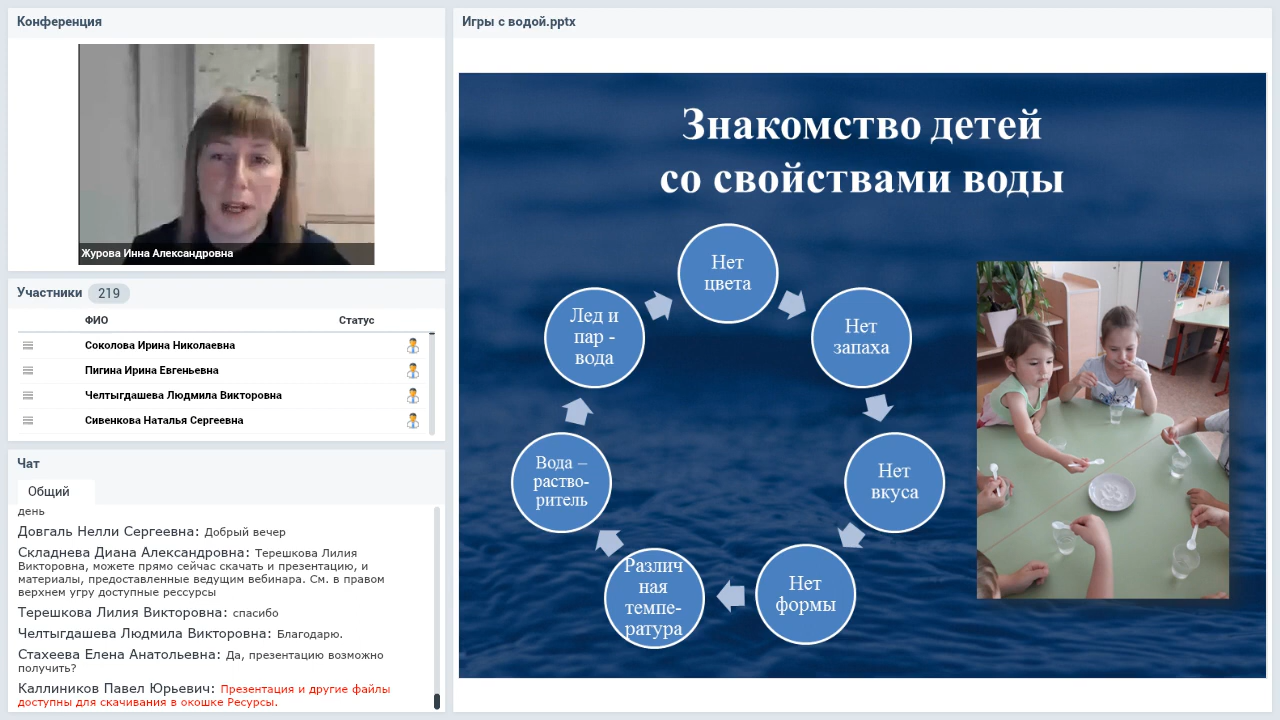 Конференция
Журова Инна Александровна
Участники 219
ФИО Статус
Соколова Ирина Николаевна
Пигина Ирина Евгеньевна
Челтыгдашева Людмила Викторовна
Сивенкова Наталья Сергеевна
Чат
Общий
день
Довгаль Нелли Сергеевна: Добрый вечер
Складнева Диана Александровна: Терешкова Лилия
Викторовна, можете прямо сейчас скачать и презентацию, и
материалы, предоставленные ведущим вебинара. См. в правом
верхнем угру доступные рессурсы
Терешкова Лилия Викторовна: спасибо
Челтыгдашева Людмила Викторовна: Благодарю.
Стахеева Елена Анатольевна: Да, презентацию возможно
получить?
Каллиников Павел Юрьевич: Презентация и другие файлы
доступны для скачивания в окошке Ресурсы.
Игры с водой.pptx
Знакомство детей
со свойствами воды
Нет
цвета
Нет
запаха
Нет
вкуса
Нет
формы
Различ
ная
темпе-
ратура
Вода –
раство-
ритель
Лед и
пар -
вода